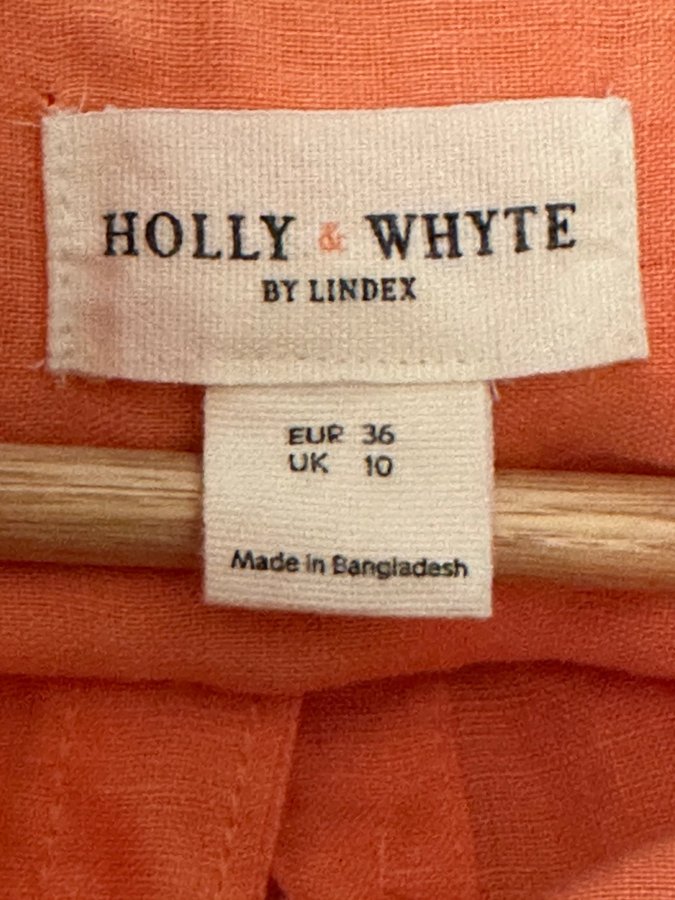 HOLLY & WHYTE
BY LINDEX
EUR 36
UK 10
Made in Bangladesh